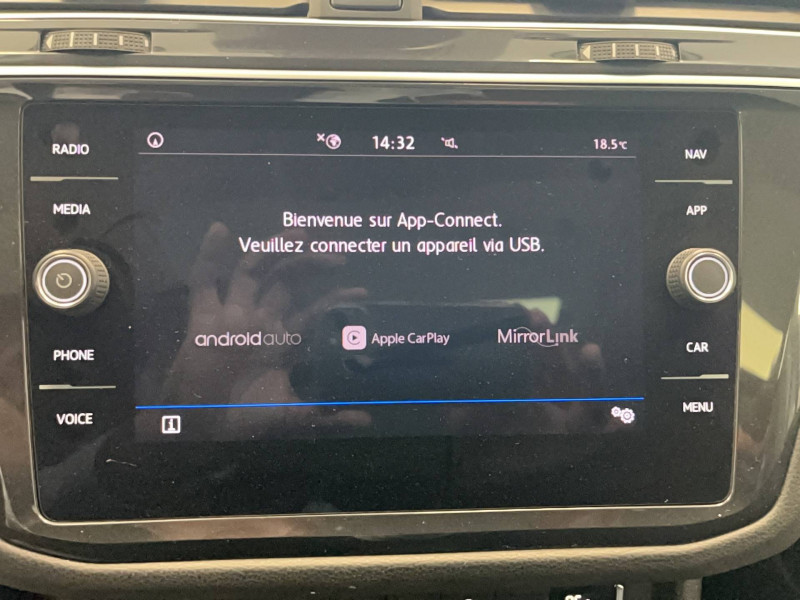 RADIO
MEDIA
PHONE
VOICE
14:32
18.5°C
Bienvenue sur App-Connect.
Veuillez connecter un appareil via USB.
androidauto
Apple CarPlay
MirrorLink
NAV
APP
CAR
MENU